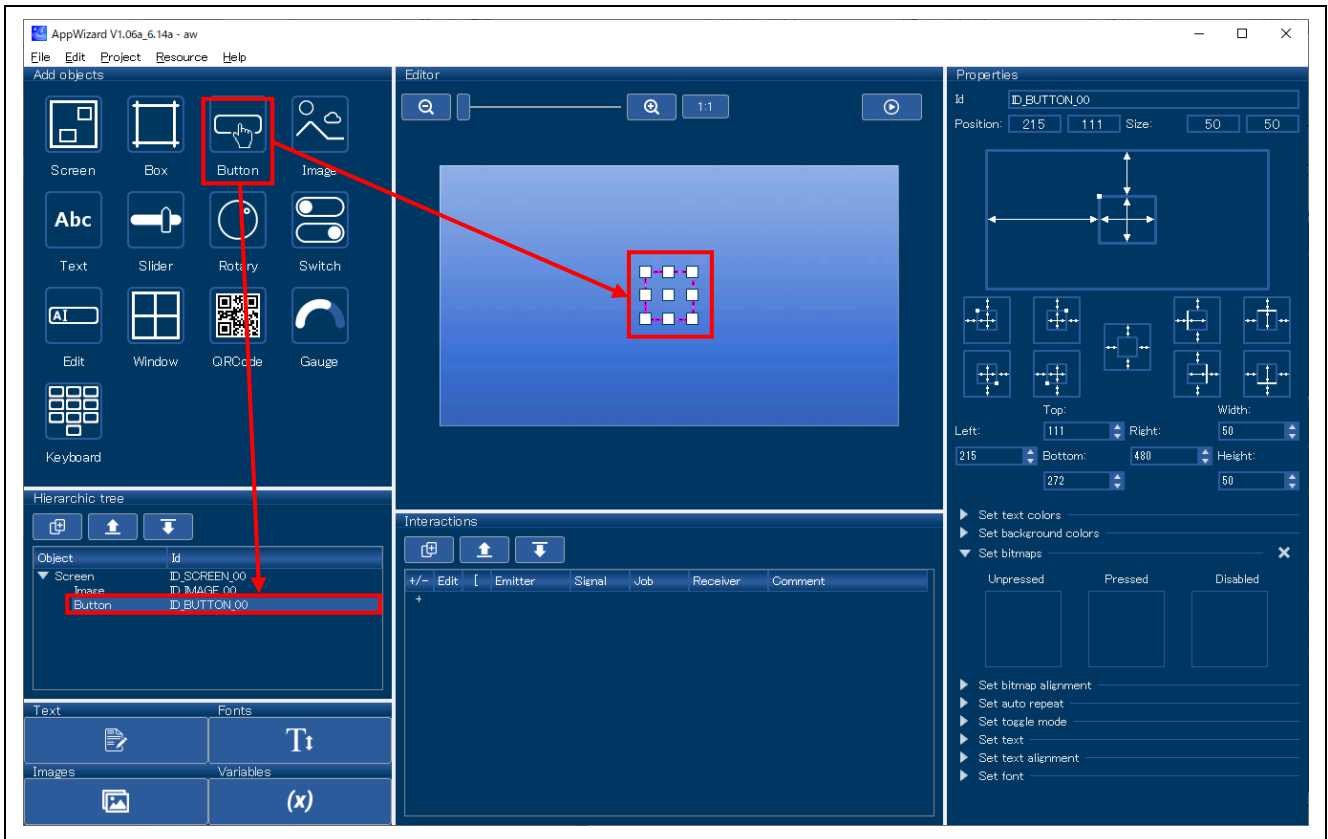 AppWizard V1.06a_6.14a - aw
File Edit Project Resource Help
Add objects
Screen Box Button Image
Abc
Text Slider Rotary Switch
AI
Edit Window QRCode Gauge
Keyboard
Hierarchic tree
Object Id
Screen ID_SCREEN_00
Image ID_IMAGE_00
Button ID_BUTTON_00
Text Fonts
T
Images Variables
(x)
Editor
1:1
Interactions
+/- Edit [ Emitter Signal Job Receiver Comment
+
Properties
Id ID_BUTTON_00
Position: 215 111 Size: 50 50
Top: Width:
Left: 111 Right: 50
215 Bottom: 480 Height:
272 50
Set text colors
Set background colors
Set bitmaps
Unpressed Pressed Disabled
Set bitmap alignment
Set auto repeat
Set toggle mode
Set text
Set text alignment
Set font